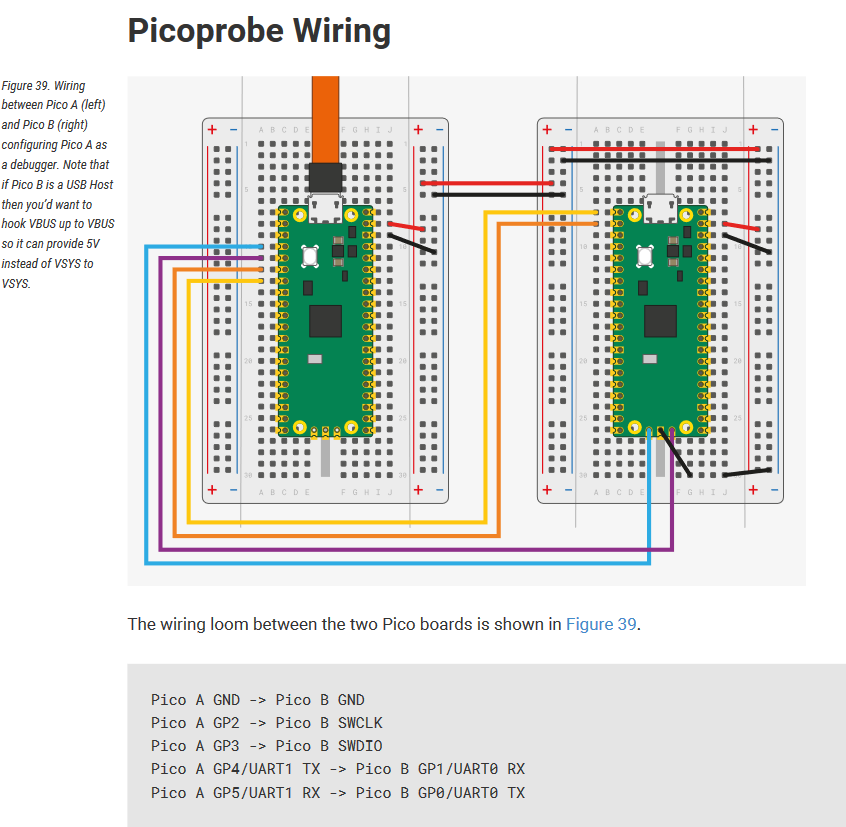 Picoprobe Wiring
Figure 39. Wiring
between Pico A (left)
and Pico B (right)
configuring Pico A as
a debugger. Note that
if Pico B is a USB Host
then you'd want to
hook VBUS up to VBUS
so it can provide 5V
instead of VSYS to
VSYS.
+ − A B C D E F G H I J + −
+ − A B C D E F G H I J + −
1 1
5 5
10
15 15
20 20
25 25
30 30
+ − A B C D E F G H I J + −
+ − A B C D E F G H I J + −
The wiring loom between the two Pico boards is shown in Figure 39.
Pico A GND -> Pico B GND
Pico A GP2 -> Pico B SWCLK
Pico A GP3 -> Pico B SWDIO
Pico A GP4/UART1 TX -> Pico B GP1/UART0 RX
Pico A GP5/UART1 RX -> Pico B GP0/UART0 TX